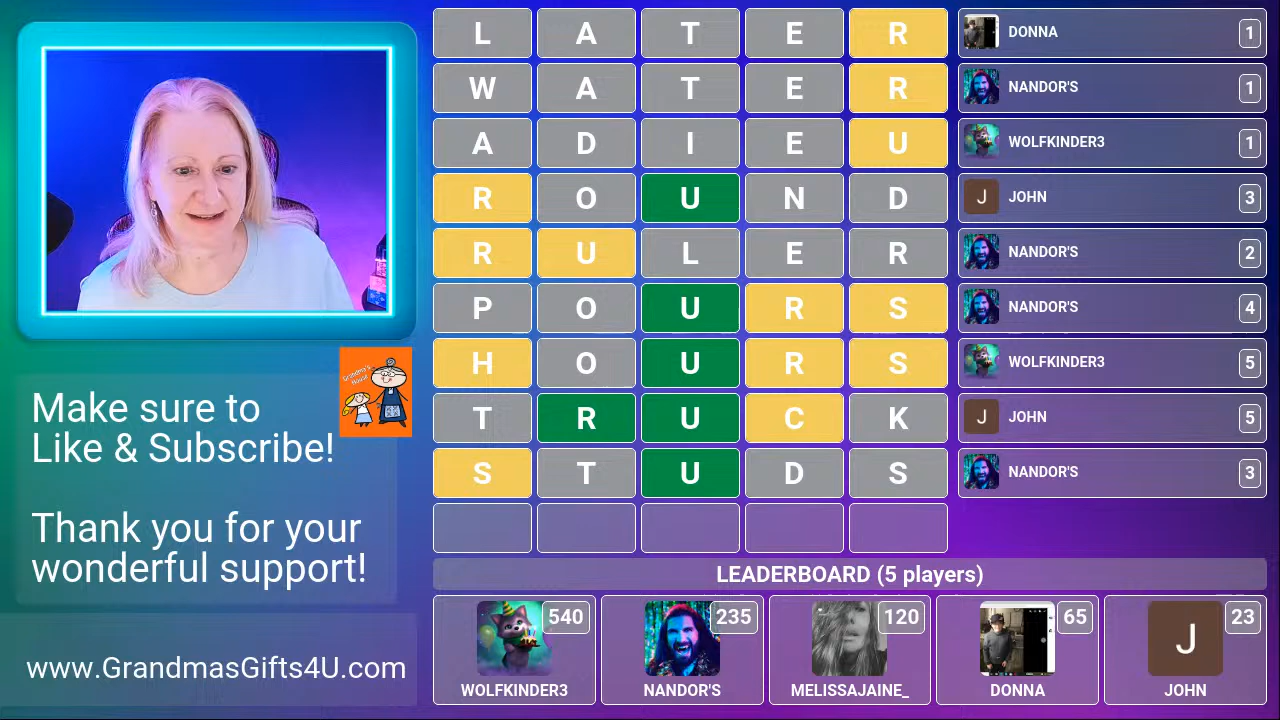 L A T E R
DONNA 1
W A T E R
NANDOR'S 1
A D I E U
WOLFKINDER3 1
R O U N D
J JOHN 3
R U L E R
NANDOR'S 2
P O U R S
NANDOR'S 4
H O U R S
WOLFKINDER3 5
T R U C K
J JOHN 5
S T U D S
NANDOR'S 3
Grandma's
House
Make sure to
Like & Subscribe!
Thank you for your
wonderful support!
www.GrandmasGifts4U.com
LEADERBOARD (5 players)
540
WOLFKINDER3
235
NANDOR'S
120
MELISSAJAINE_
65
DONNA
J 23
JOHN